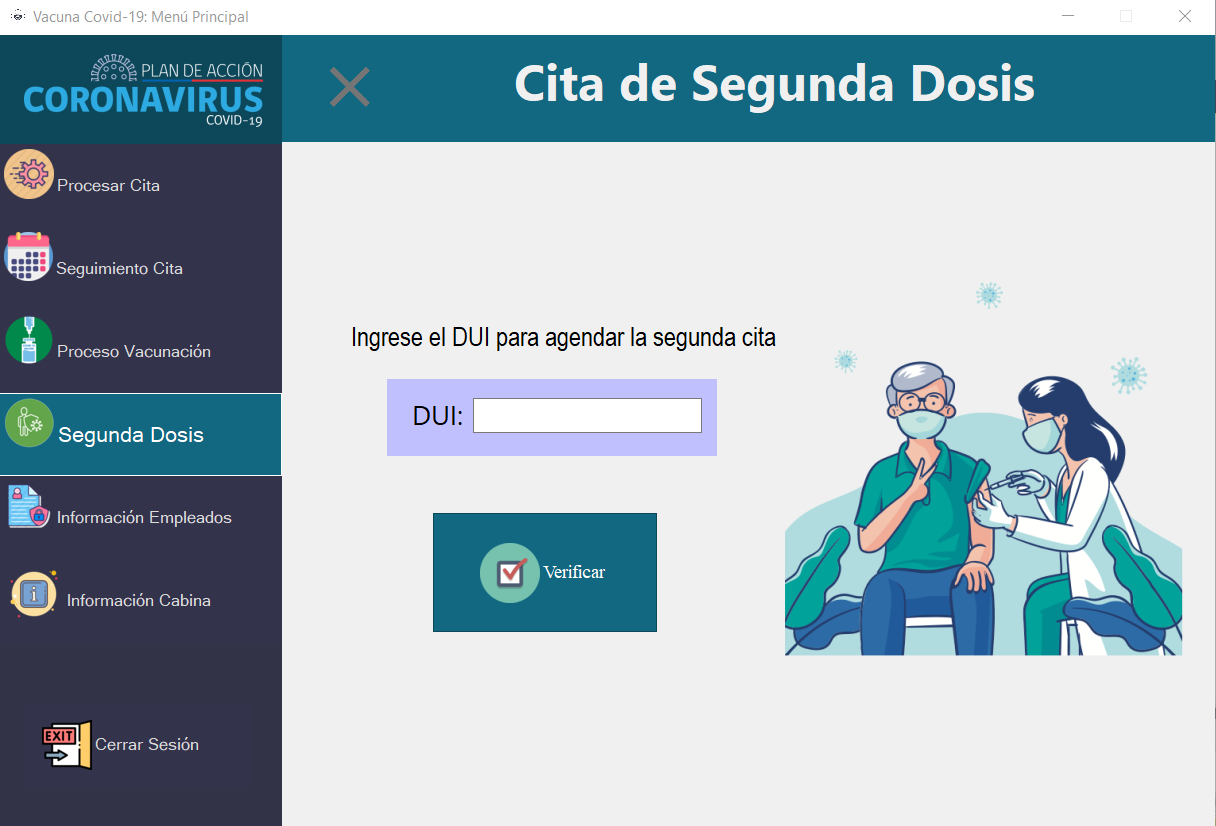 Vacuna Covid-19: Menú Principal
PLAN DE ACCIÓN
CORONAVIRUS
COVID-19
Cita de Segunda Dosis
Procesar Cita
Seguimiento Cita
Proceso Vacunación
Segunda Dosis
Información Empleados
Información Cabina
EXIT
Cerrar Sesión
Ingrese el DUI para agendar la segunda cita
DUI:
Verificar